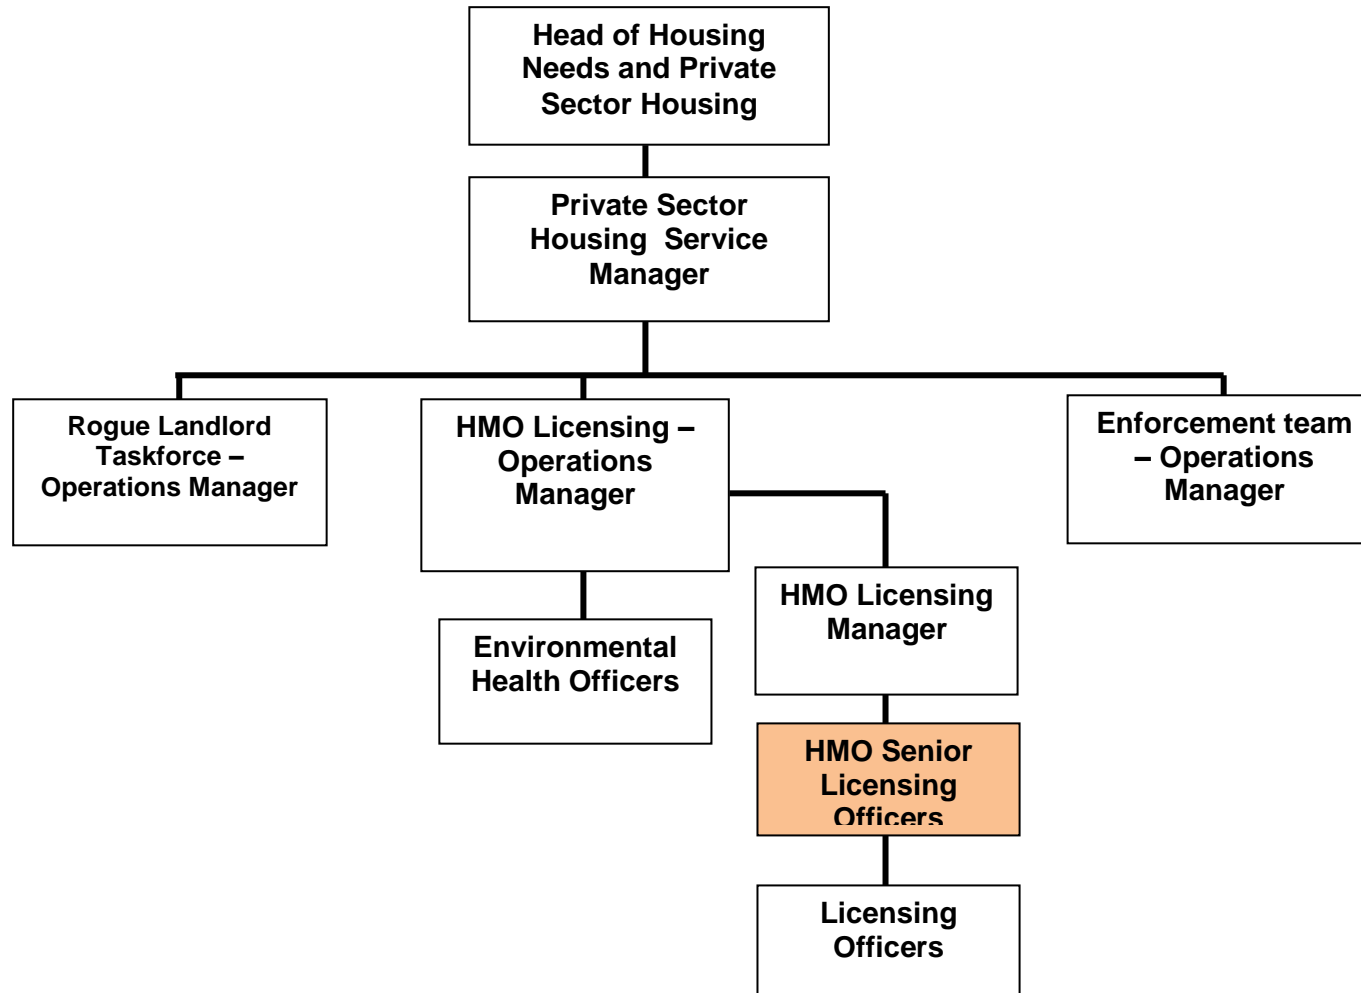 Head of Housing
Needs and Private
Sector Housing
Private Sector
Housing Service
Manager
Rogue Landlord
Taskforce –
Operations Manager
HMO Licensing –
Operations
Manager
Enforcement team
– Operations
Manager
Environmental
Health Officers
HMO Licensing
Manager
HMO Senior
Licensing
Officers
Licensing
Officers